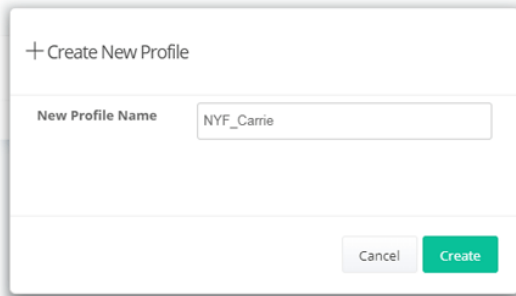 + Create New Profile
New Profile Name
NYF_Carrie
Cancel
Create